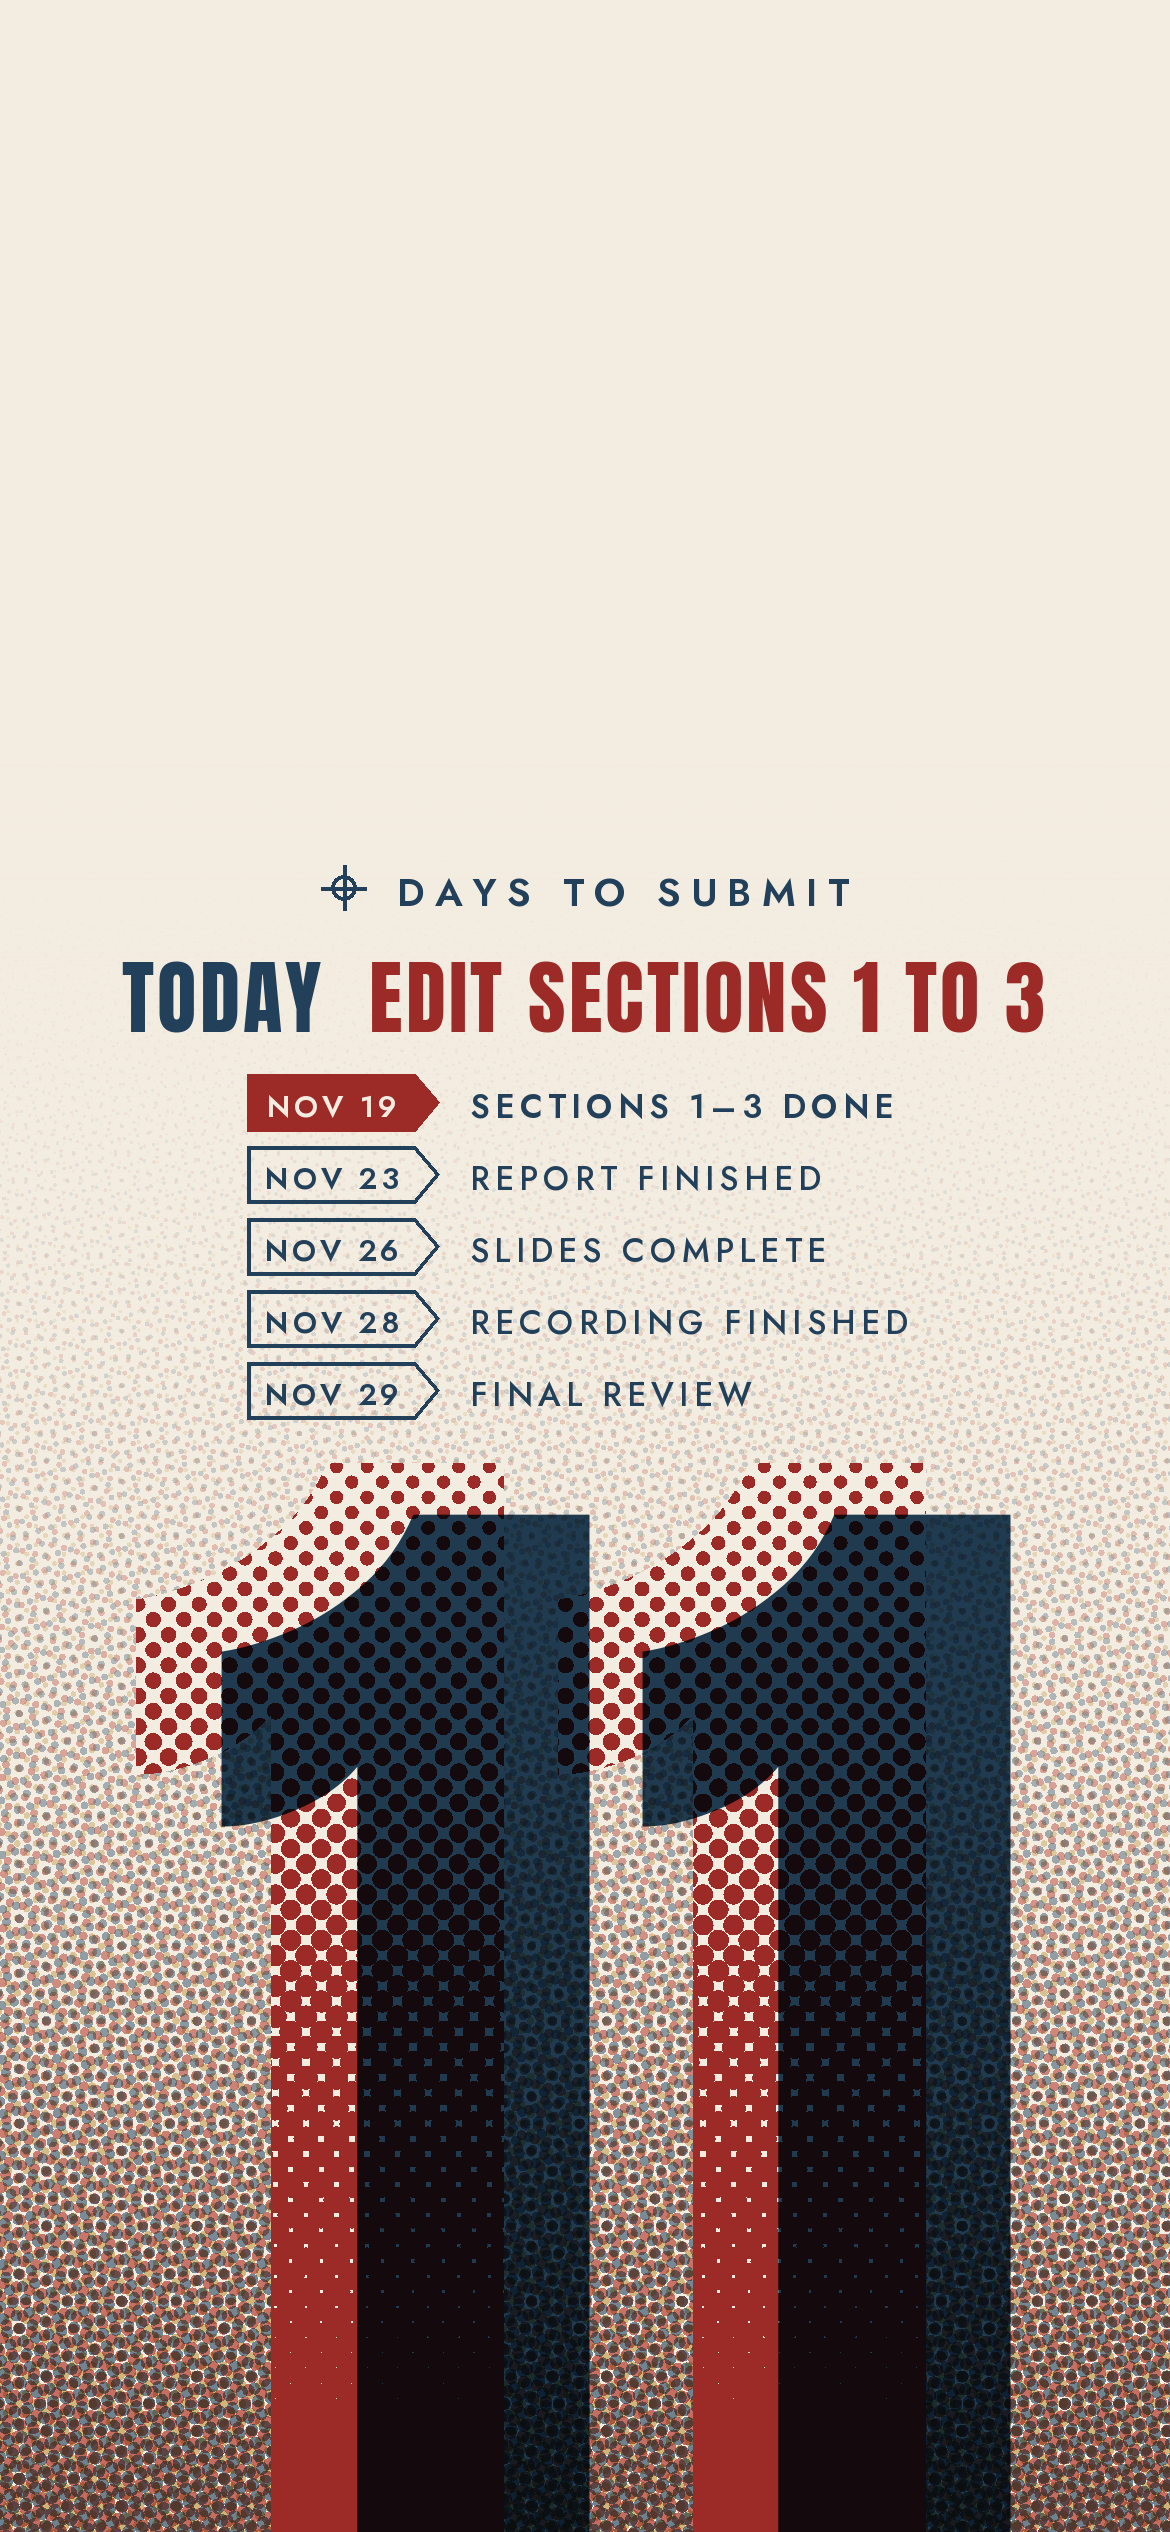 DAYS TO SUBMIT
TODAY EDIT SECTIONS 1 TO 3
NOV 19 SECTIONS 1–3 DONE
NOV 23 REPORT FINISHED
NOV 26 SLIDES COMPLETE
NOV 28 RECORDING FINISHED
NOV 29 FINAL REVIEW
11